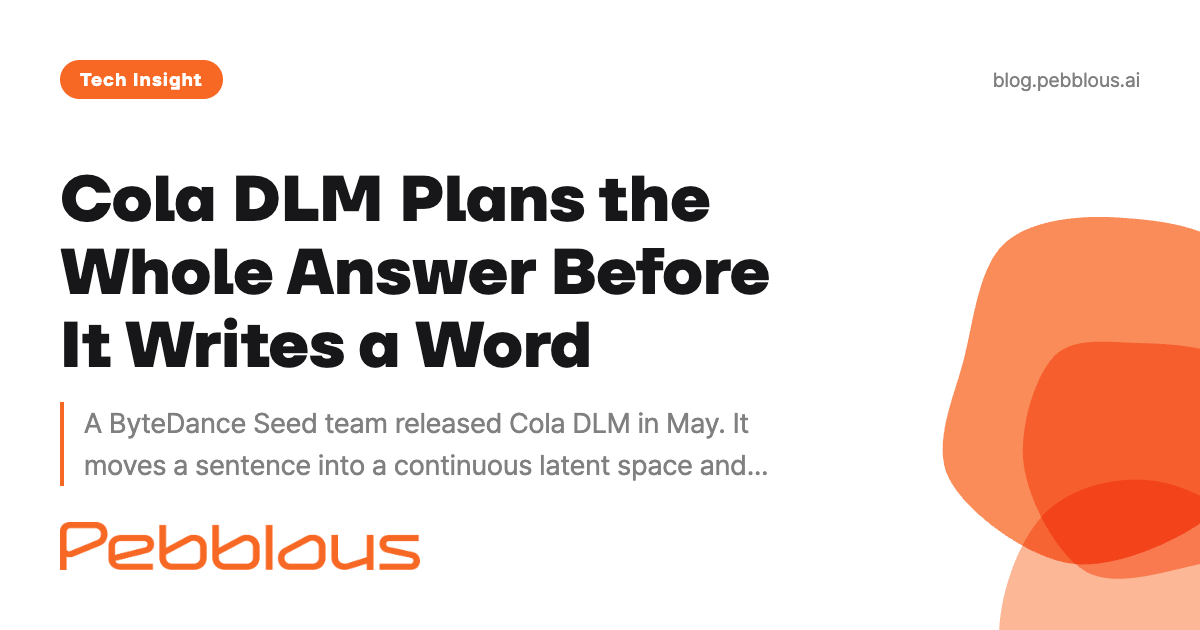 Tech Insight
blog.pebblous.ai
Cola DLM Plans the
Whole Answer Before
It Writes a Word
A ByteDance Seed team released Cola DLM in May. It
moves a sentence into a continuous latent space and...
Pebblous